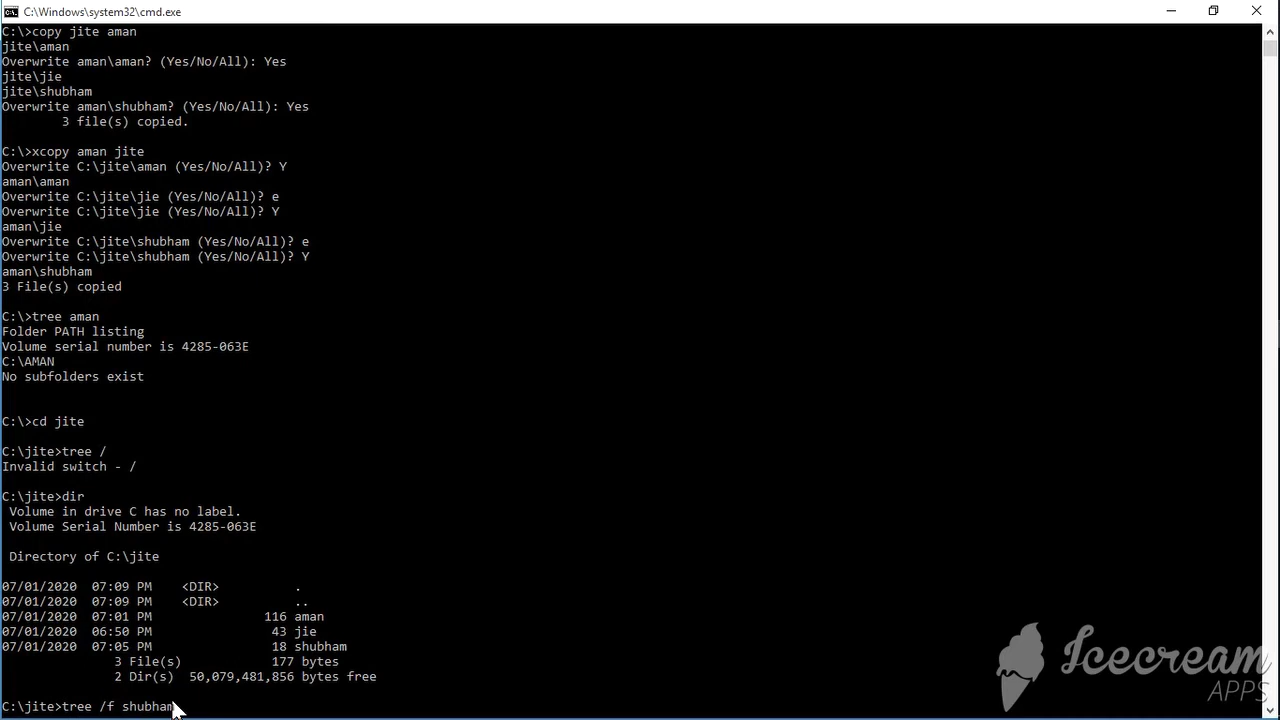 C:\Windows\system32\cmd.exe
C:\>copy jite aman
jite\aman
Overwrite aman\aman? (Yes/No/All): Yes
jite\jie
jite\shubham
Overwrite aman\shubham? (Yes/No/All): Yes
        3 file(s) copied.
C:\>xcopy aman jite
Overwrite C:\jite\aman (Yes/No/All)? Y
aman\aman
Overwrite C:\jite\jie (Yes/No/All)? e
Overwrite C:\jite\jie (Yes/No/All)? Y
aman\jie
Overwrite C:\jite\shubham (Yes/No/All)? e
Overwrite C:\jite\shubham (Yes/No/All)? Y
aman\shubham
3 File(s) copied
C:\>tree aman
Folder PATH listing
Volume serial number is 4285-063E
C:\AMAN
No subfolders exist
C:\>cd jite
C:\jite>tree /
Invalid switch - /
C:\jite>dir
 Volume in drive C has no label.
 Volume Serial Number is 4285-063E
 Directory of C:\jite
07/01/2020  07:09 PM    <DIR>          .
07/01/2020  07:09 PM    <DIR>          ..
07/01/2020  07:01 PM               116 aman
07/01/2020  06:50 PM                43 jie
07/01/2020  07:05 PM                18 shubham
               3 File(s)            177 bytes
               2 Dir(s)  50,079,481,856 bytes free
C:\jite>tree /f shubham
Icecream
APPS